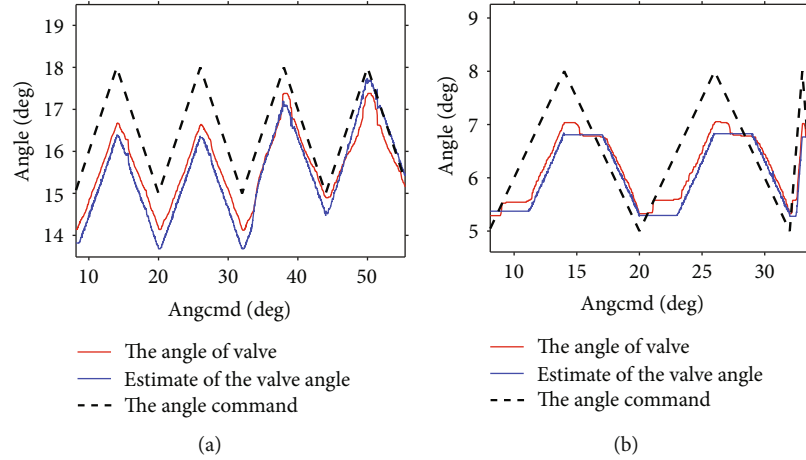 19
18
17
16
15
14
Angle (deg)
10 20 30 40 50
Angcmd (deg)
The angle of valve
Estimate of the valve angle
The angle command
(a)
9
8
7
6
5
Angle (deg)
10 15 20 25 30
Angcmd (deg)
The angle of valve
Estimate of the valve angle
The angle command
(b)